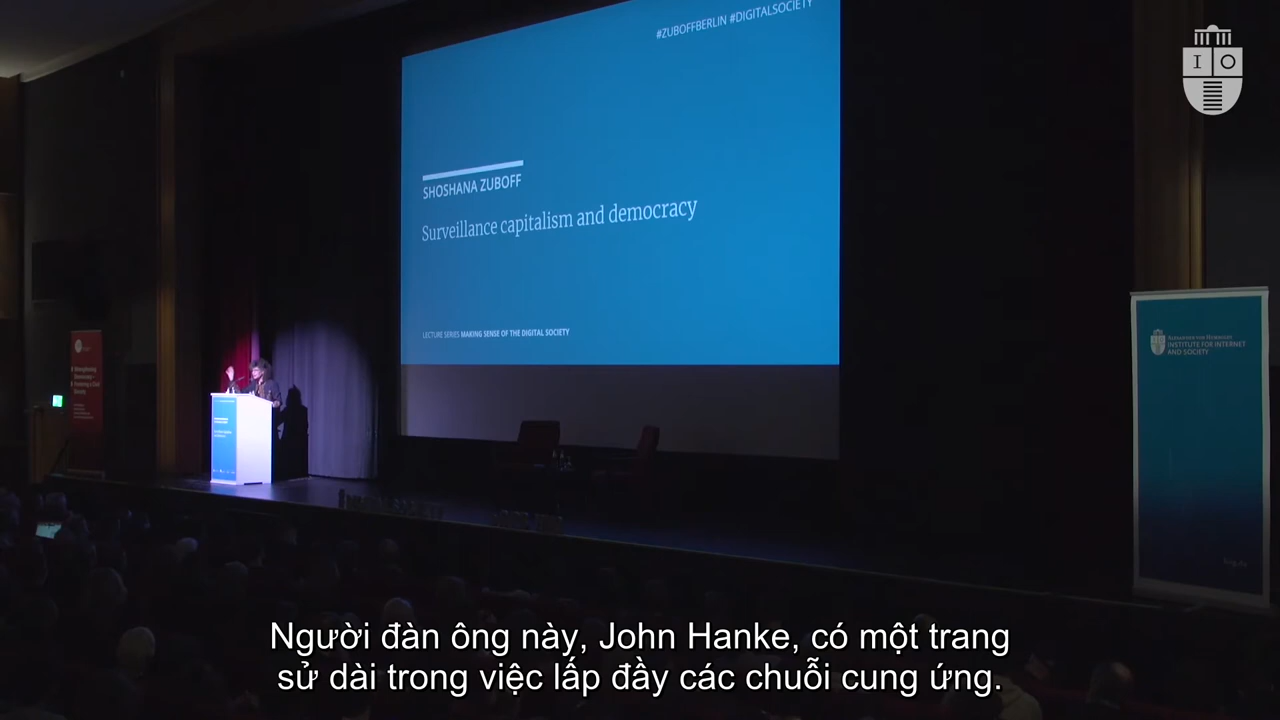 #ZUBOFFBERLIN #DIGITALSOCIETY
I O
SHOSHANA ZUBOFF
Surveillance capitalism and democracy
LECTURE SERIES MAKING SENSE OF THE DIGITAL SOCIETY
INSTITUTE FOR INTERNET
AND SOCIETY
Người đàn ông này, John Hanke, có một trang
sử dài trong việc lấp đầy các chuỗi cung ứng.